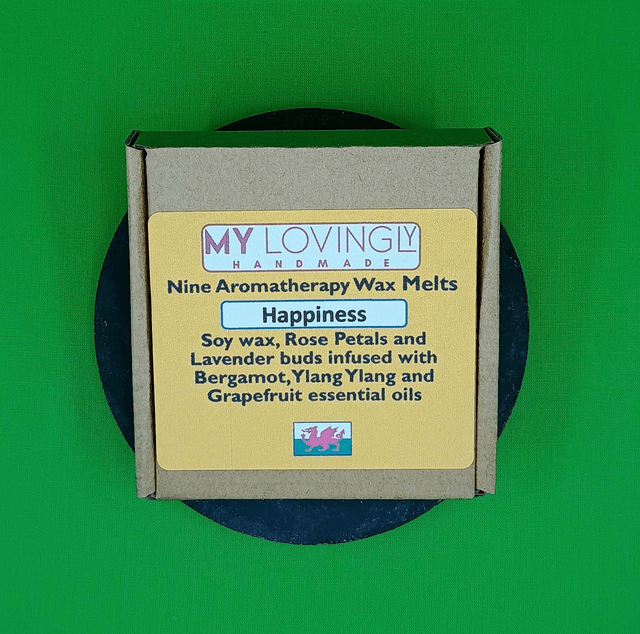 MY LOVINGLY
HANDMADE
Nine Aromatherapy Wax Melts
Happiness
Soy wax, Rose Petals and
Lavender buds infused with
Bergamot,Ylang Ylang and
Grapefruit essential oils